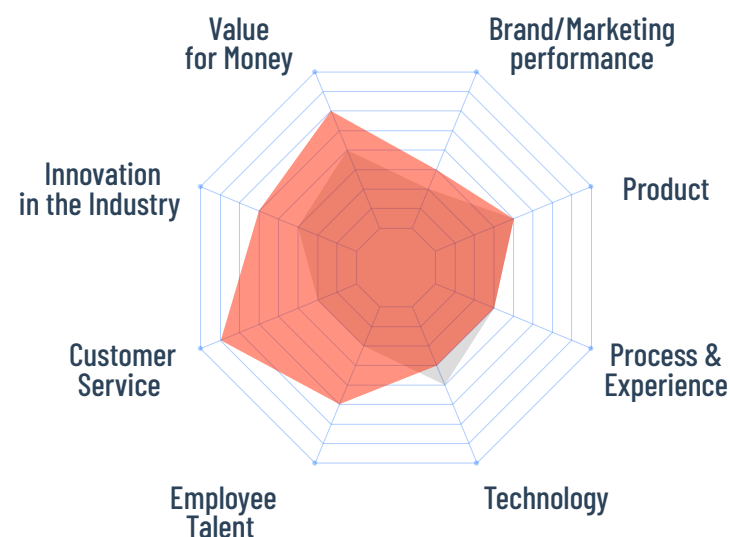 Value
for Money
Brand/Marketing
performance
Innovation
in the Industry
Product
Customer
Service
Process &
Experience
Employee
Talent
Technology